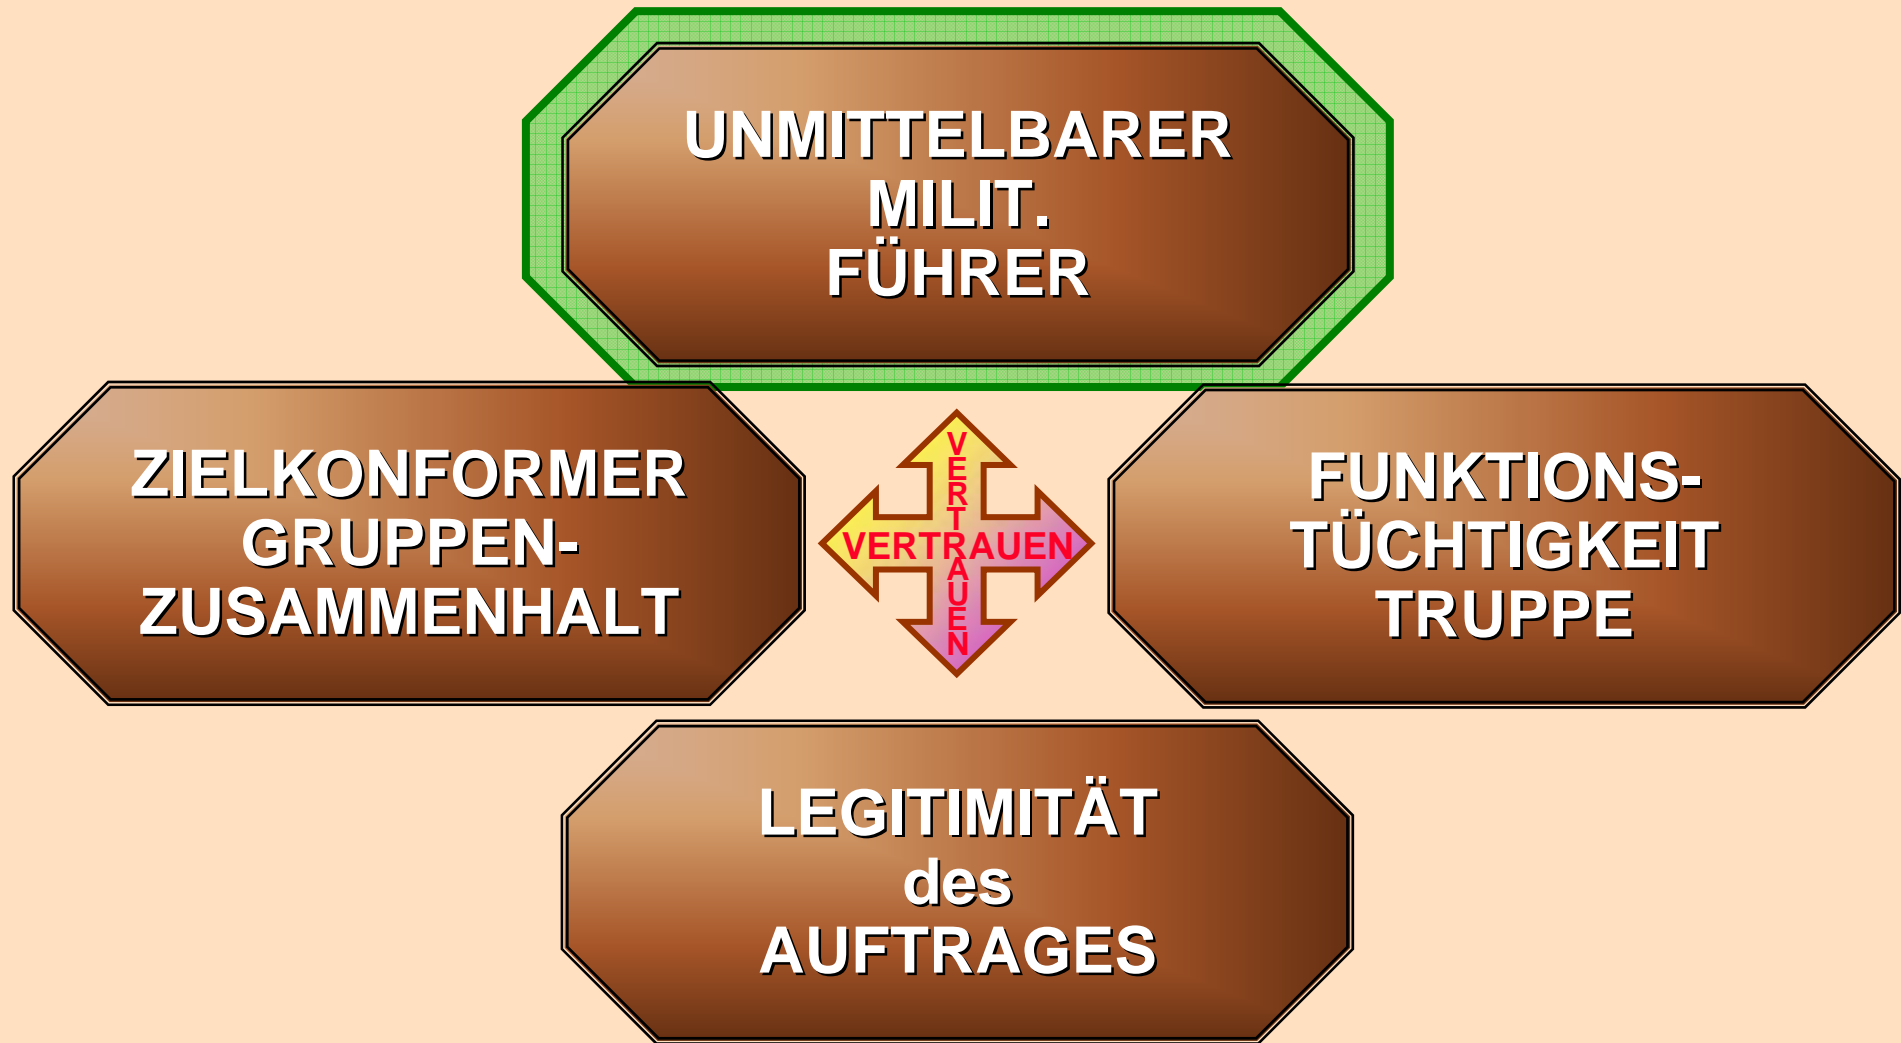 UNMITTELBARER
MILIT.
FÜHRER
ZIELKONFORMER
GRUPPEN-
ZUSAMMENHALT
VERTRAUEN
VERTRAUEN
FUNKTIONS-
TÜCHTIGKEIT
TRUPPE
LEGITIMITÄT
des
AUFTRAGES